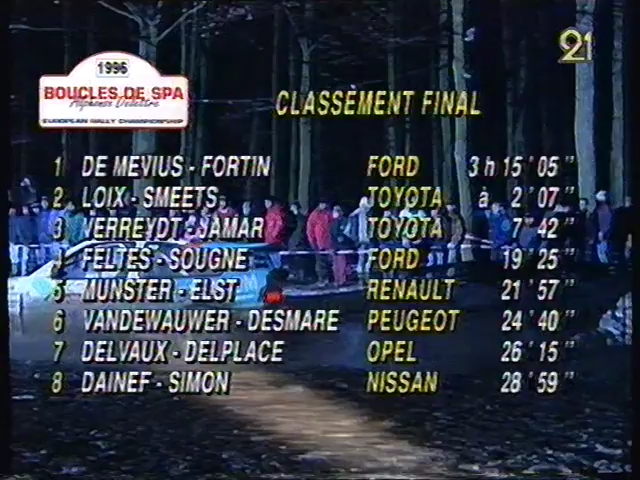 21
1996
BOUCLES DE SPA
Alphonse Delettre
EUROPEAN RALLY CHAMPIONSHIP
CLASSEMENT FINAL
1 DE MEVIUS - FORTIN FORD 3 h 15 ' 05 "
2 LOIX - SMEETS TOYOTA à 2 ' 07 "
3 VERREYDT - JAMAR TOYOTA 7 ' 42 "
4 FELTES - SOUGNE FORD 19 ' 25 "
5 MUNSTER - ELST RENAULT 21 ' 57 "
6 VANDEWAUWER - DESMARE PEUGEOT 24 ' 40 "
7 DELVAUX - DELPLACE OPEL 26 ' 15 "
8 DAINEF - SIMON NISSAN 28 ' 59 "